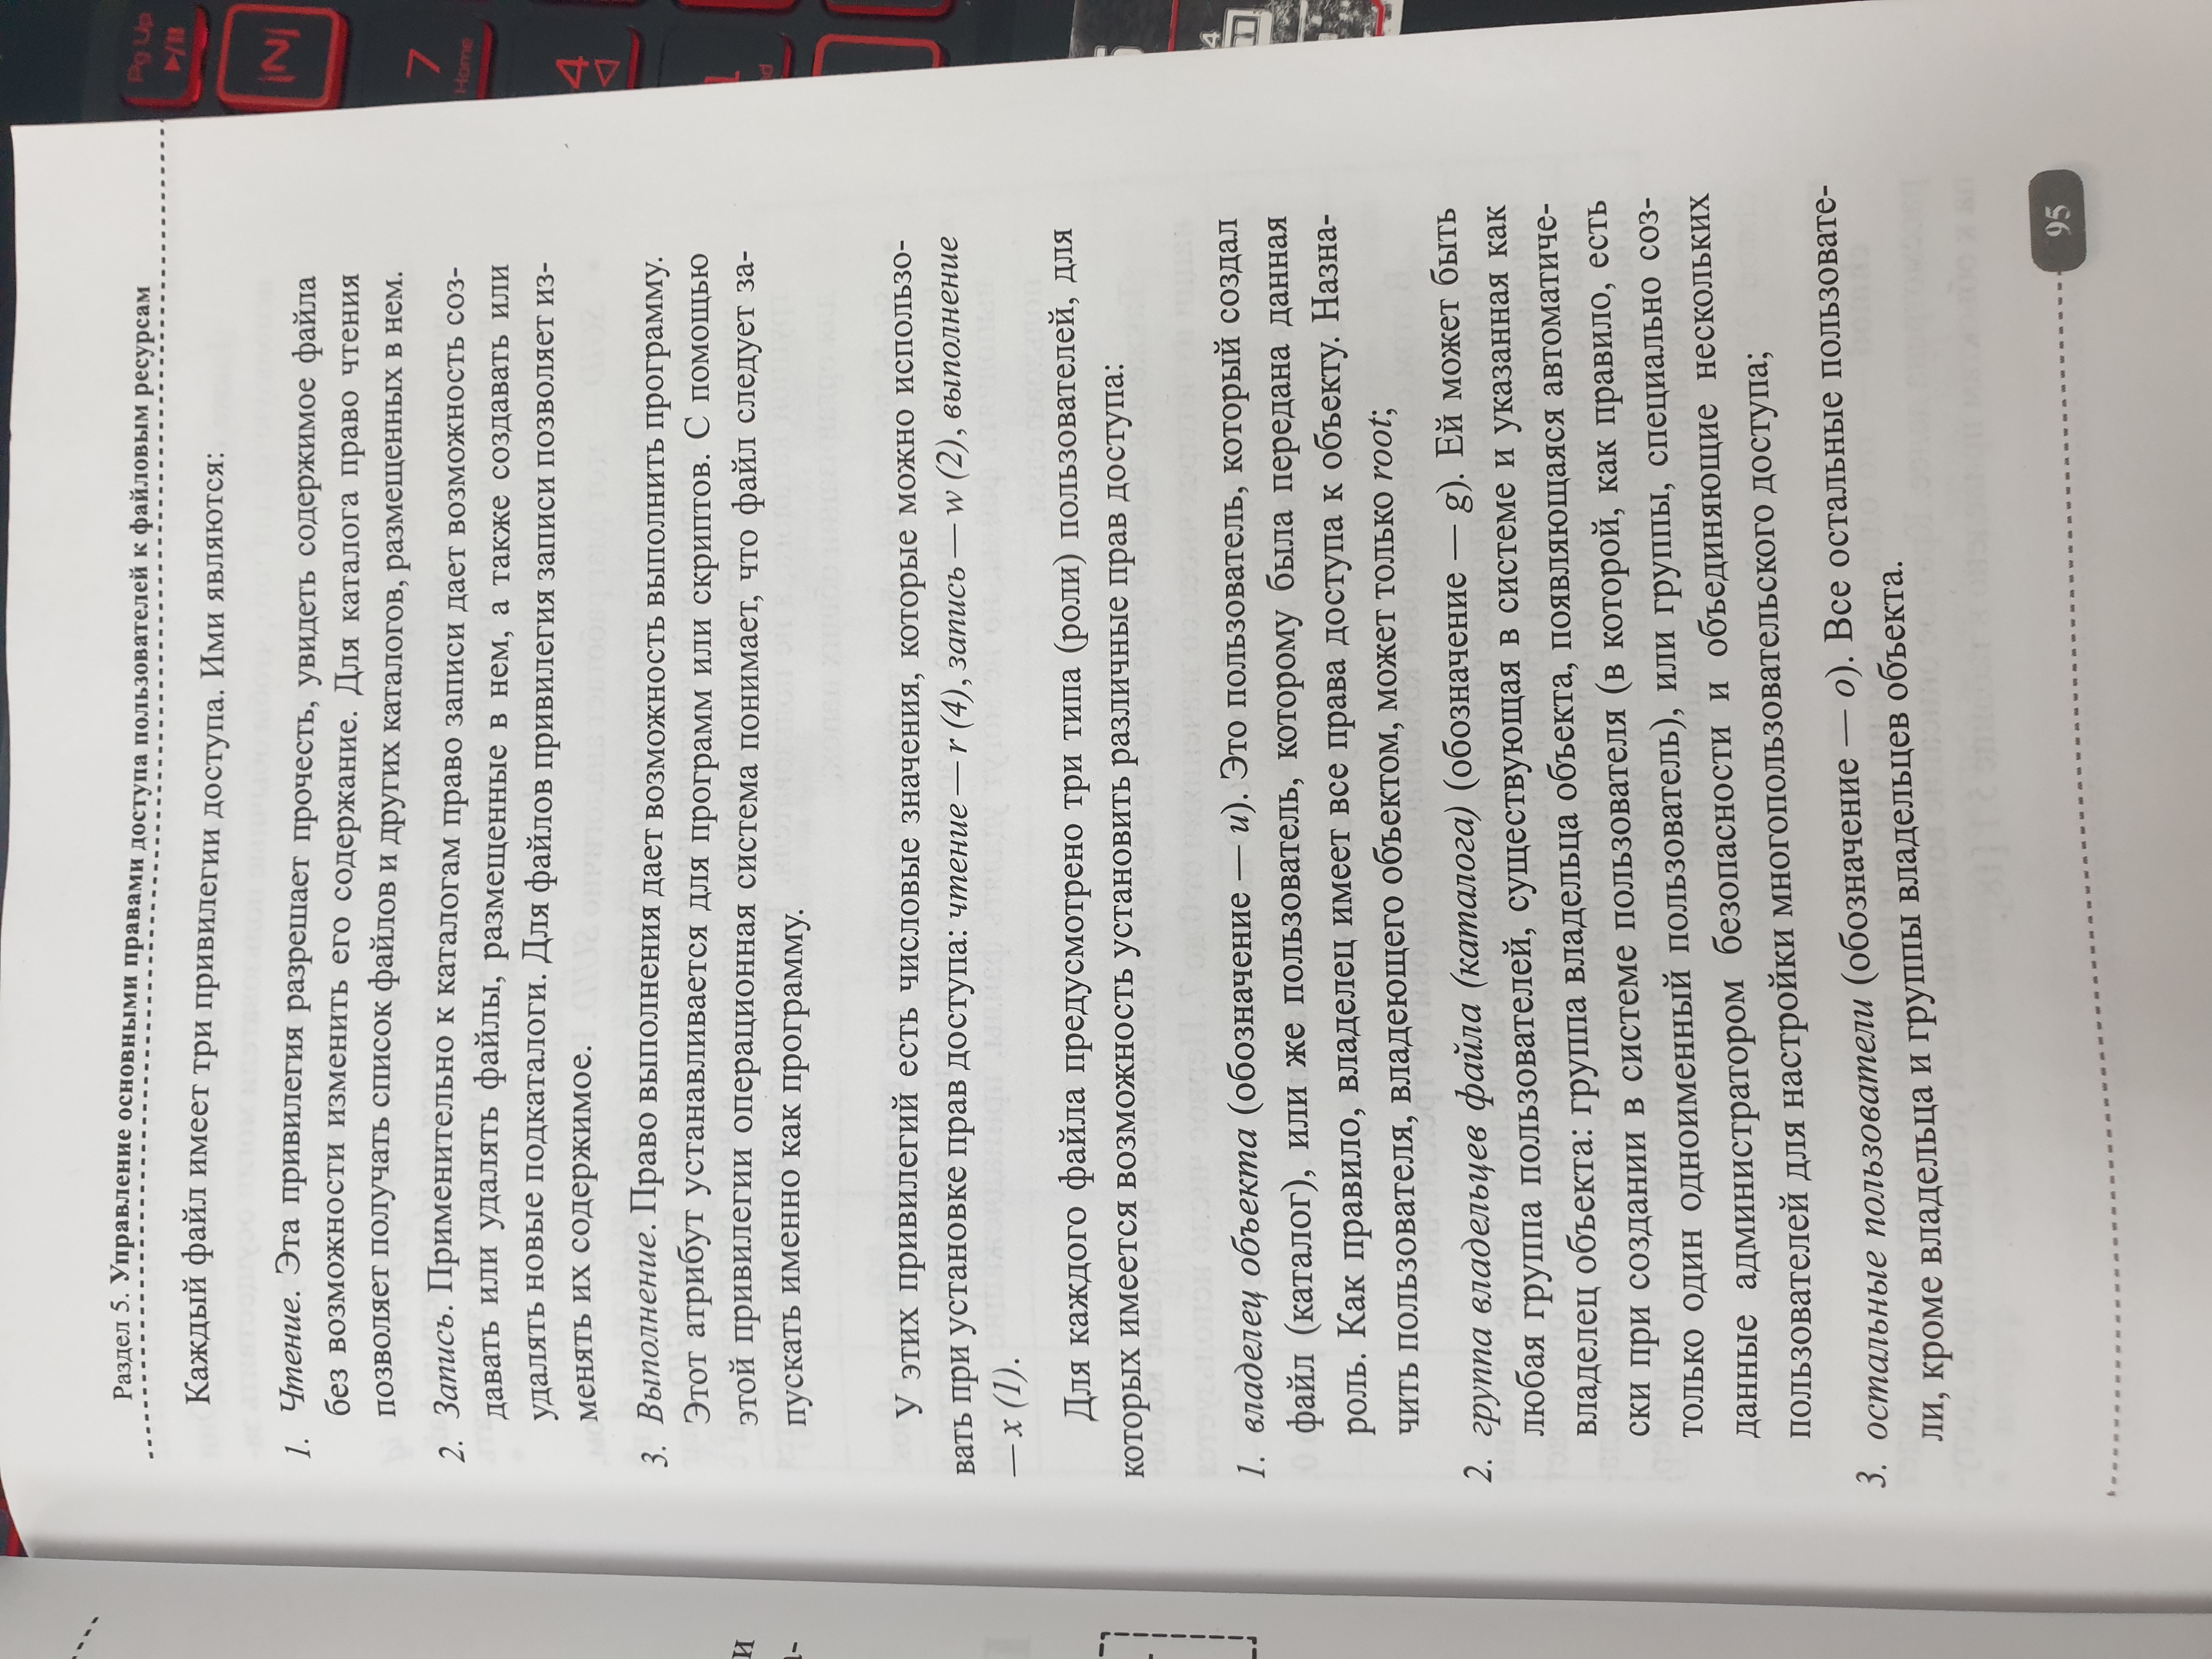 Раздел 5. Управление основными правами доступа пользователей к файловым ресурсам
Каждый файл имеет три привилегии доступа. Ими являются:
1. Чтение. Эта привилегия разрешает прочесть, увидеть содержимое файла
без возможности изменить его содержание. Для каталога право чтения
позволяет получать список файлов и других каталогов, размещенных в нем.
2. Запись. Применительно к каталогам право записи дает возможность соз-
давать или удалять файлы, размещенные в нем, а также создавать или
удалять новые подкаталоги. Для файлов привилегия записи позволяет из-
менять их содержимое.
3. Выполнение. Право выполнения дает возможность выполнить программу.
Этот атрибут устанавливается для программ или скриптов. С помощью
этой привилегии операционная система понимает, что файл следует за-
пускать именно как программу.
У этих привилегий есть числовые значения, которые можно использо-
вать при установке прав доступа: чтение — r (4), запись — w (2), выполнение
— x (1).
Для каждого файла предусмотрено три типа (роли) пользователей, для
которых имеется возможность установить различные прав доступа:
1. владелец объекта (обозначение — u). Это пользователь, который создал
файл (каталог), или же пользователь, которому была передана данная
роль. Как правило, владелец имеет все права доступа к объекту. Назна-
чить пользователя, владеющего объектом, может только root;
2. группа владельцев файла (каталога) (обозначение — g). Ей может быть
любая группа пользователей, существующая в системе и указанная как
владелец объекта: группа владельца объекта, появляющаяся автоматиче-
ски при создании в системе пользователя (в которой, как правило, есть
только один одноименный пользователь), или группы, специально соз-
данные администратором безопасности и объединяющие нескольких
пользователей для настройки многопользовательского доступа;
3. остальные пользователи (обозначение — o). Все остальные пользовате-
ли, кроме владельца и группы владельцев объекта.
95
и
Pg Up
7
Home
4